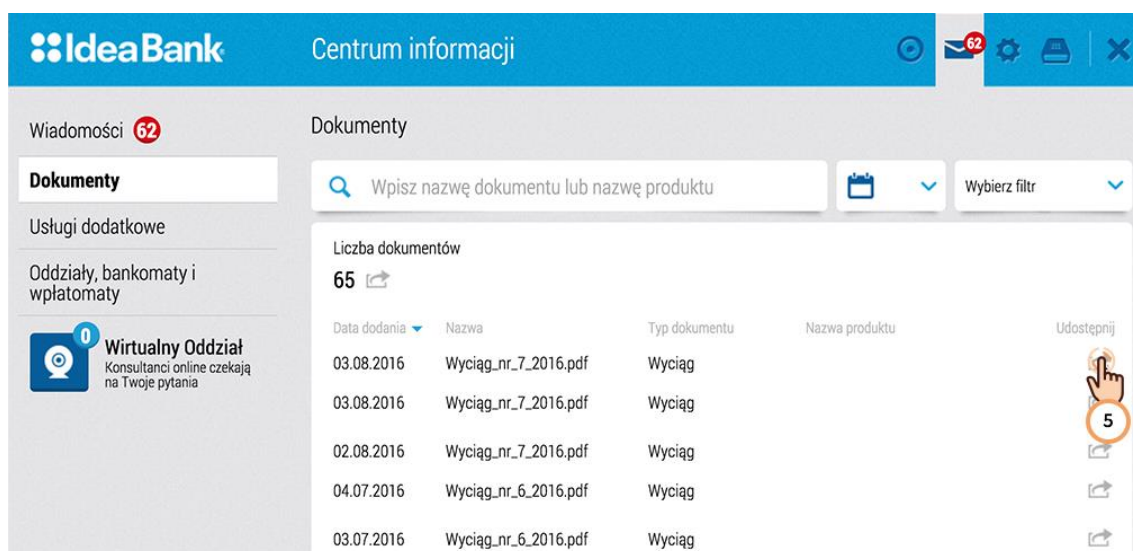 IdeaBank
Centrum informacji
62
Wiadomości 62
Dokumenty
Usługi dodatkowe
Oddziały, bankomaty i
wpłatomaty
0
Wirtualny Oddział
Konsultanci online czekają
na Twoje pytania
Dokumenty
Wpisz nazwę dokumentu lub nazwę produktu
Wybierz filtr
Liczba dokumentów
65
Data dodania Nazwa Typ dokumentu Nazwa produktu Udostępnij
03.08.2016 Wyciąg_nr_7_2016.pdf Wyciąg
03.08.2016 Wyciąg_nr_7_2016.pdf Wyciąg
5
02.08.2016 Wyciąg_nr_7_2016.pdf Wyciąg
04.07.2016 Wyciąg_nr_6_2016.pdf Wyciąg
03.07.2016 Wyciąg_nr_6_2016.pdf Wyciąg